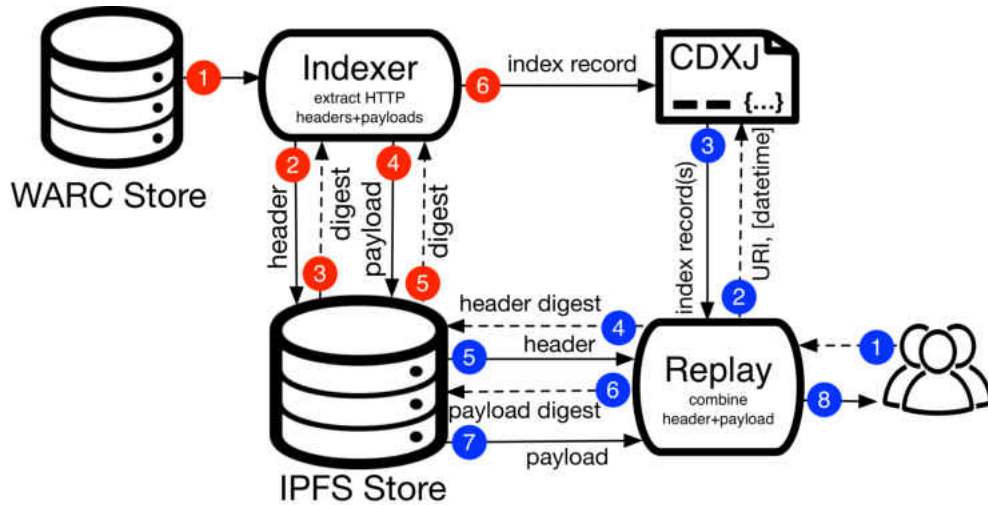 1
Indexer
extract HTTP
headers+payloads
6
index record
CDXJ
{...}
WARC Store
2
header
3
digest
4
payload
5
digest
3
index record(s)
2
URI, [datetime]
header digest
4
5
header
6
payload digest
7
payload
Replay
combine
header+payload
1
8
IPFS Store